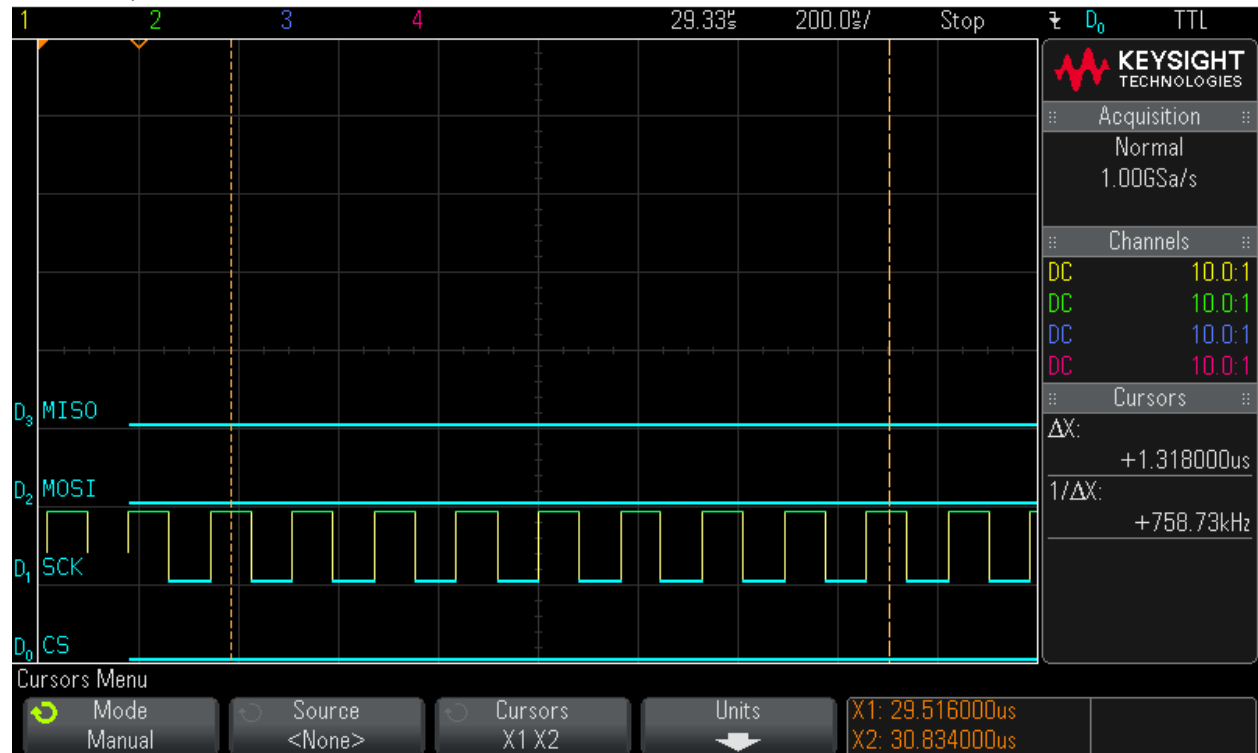 1 2 3 4 29.33us 200.0ns/ Stop D0 TTL
KEYSIGHT
TECHNOLOGIES
Acquisition
Normal
1.00GSa/s
Channels
DC 10.0:1
DC 10.0:1
DC 10.0:1
DC 10.0:1
Cursors
ΔX:
+1.318000us
1/ΔX:
+758.73kHz
D3 MISO
D2 MOSI
D1 SCK
D0 CS
Cursors Menu
Mode
Manual
Source
<None>
Cursors
X1 X2
Units
X1: 29.516000us
X2: 30.834000us